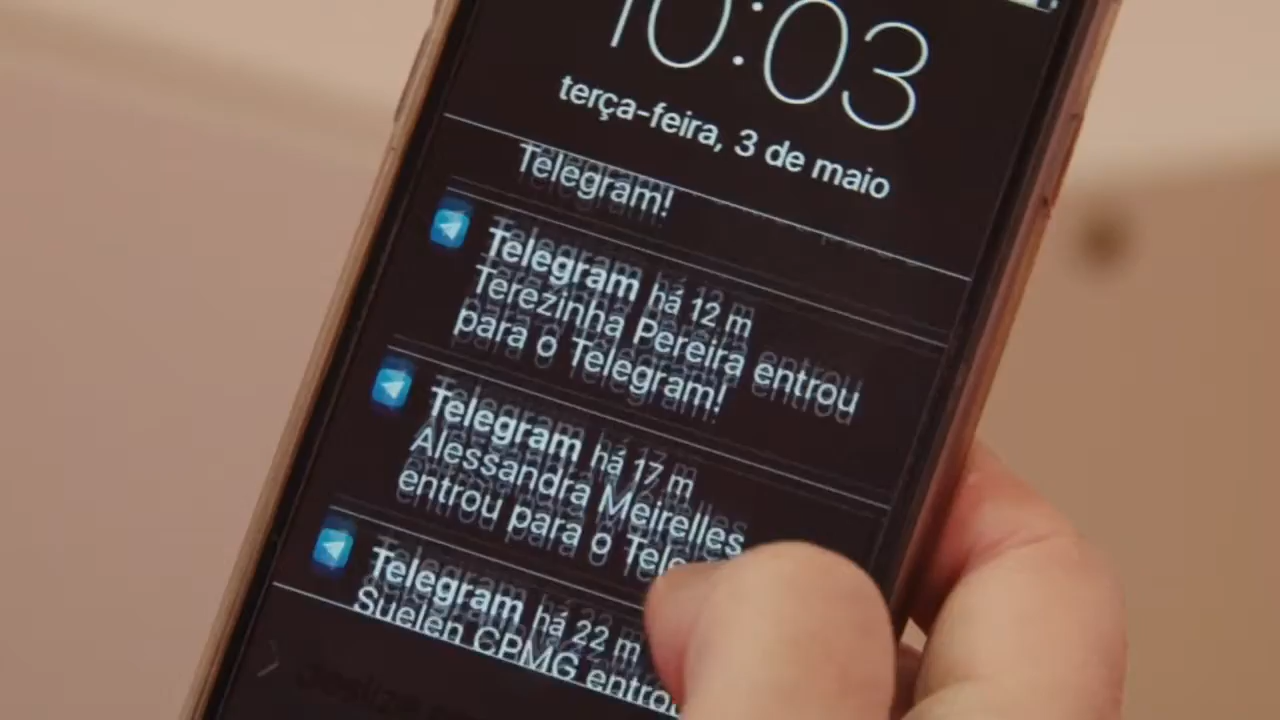 10:03
terça-feira, 3 de maio
Telegram!
Telegram há 12 m
Terezinha Pereira entrou
para o Telegram!
Telegram há 17 m
Alessandra Meirelles
entrou para o Tele
Telegram há 22 m
Suelen CPMG entrou